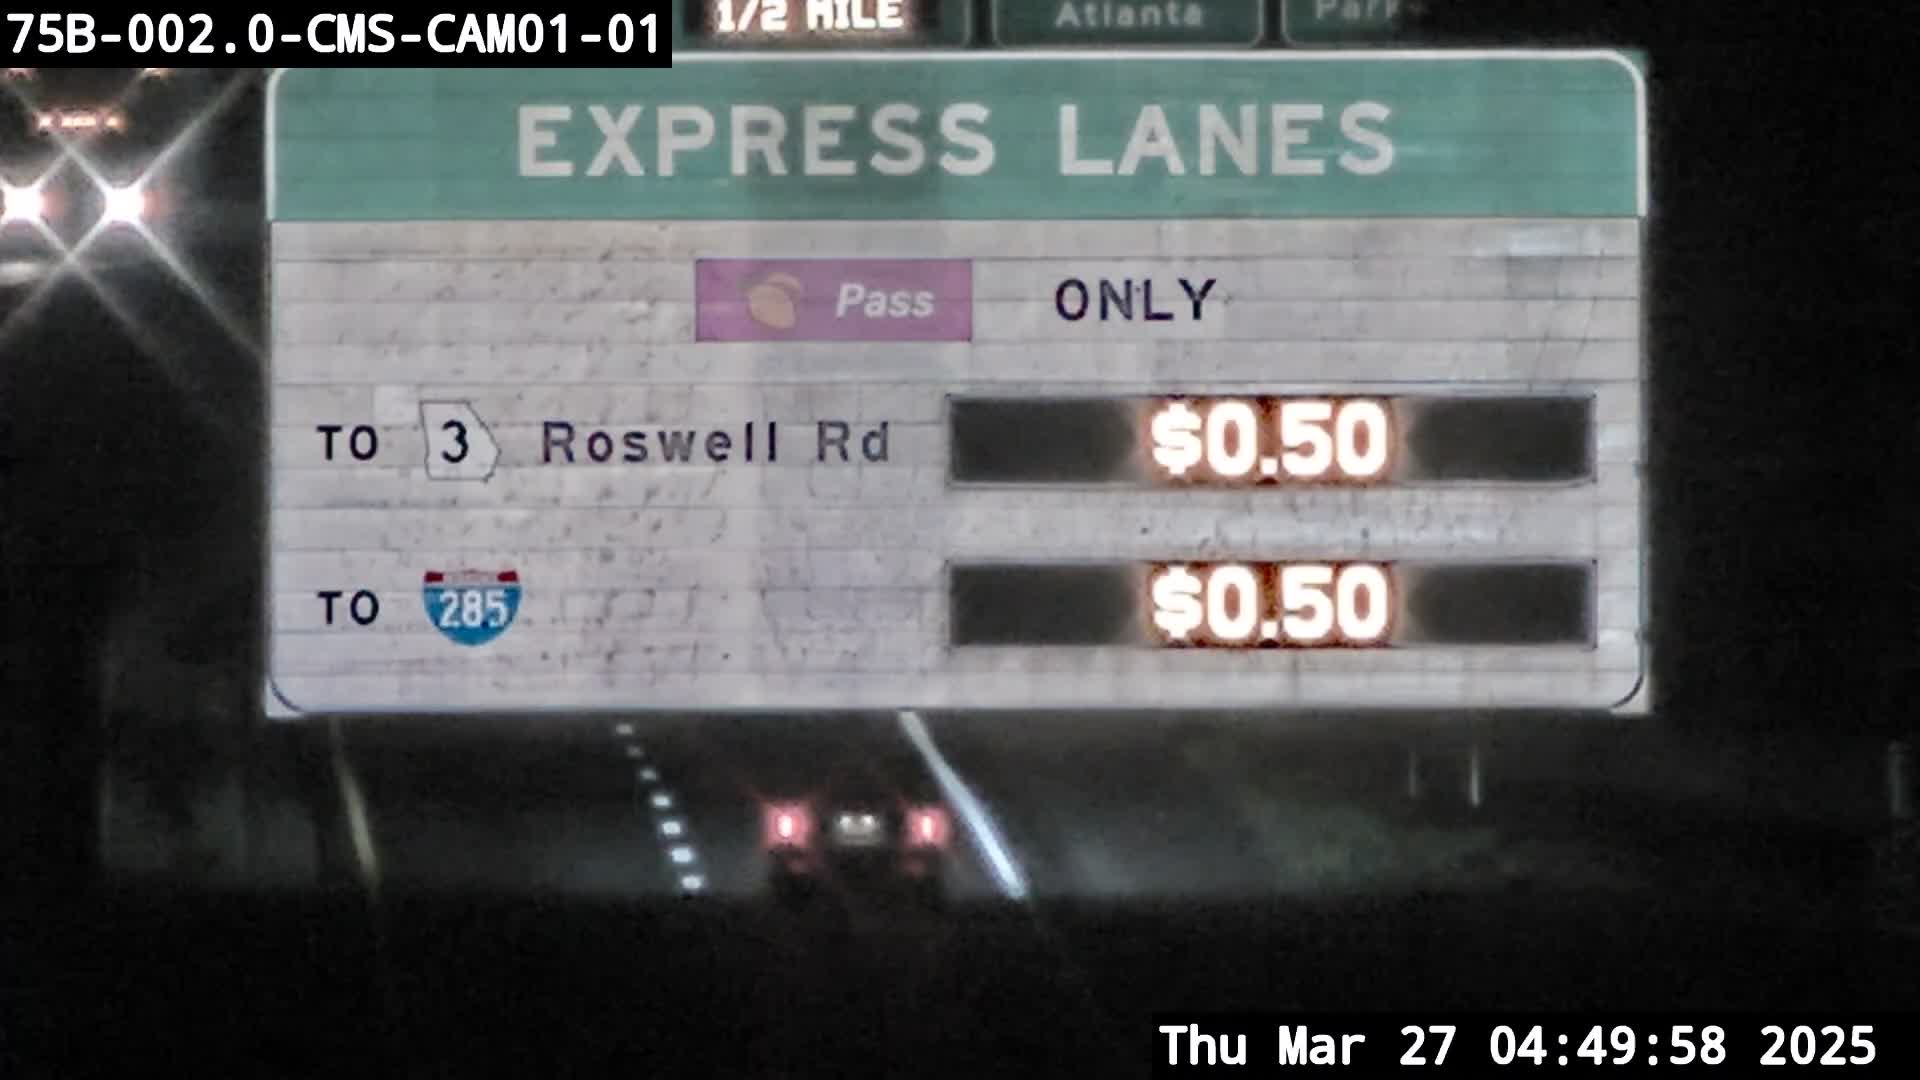 75B-002.0-CMS-CAM01-01
1/2 MILE
Atlanta
EXPRESS LANES
Pass ONLY
TO 3 Roswell Rd $0.50
TO 285 $0.50
Thu Mar 27 04:49:58 2025